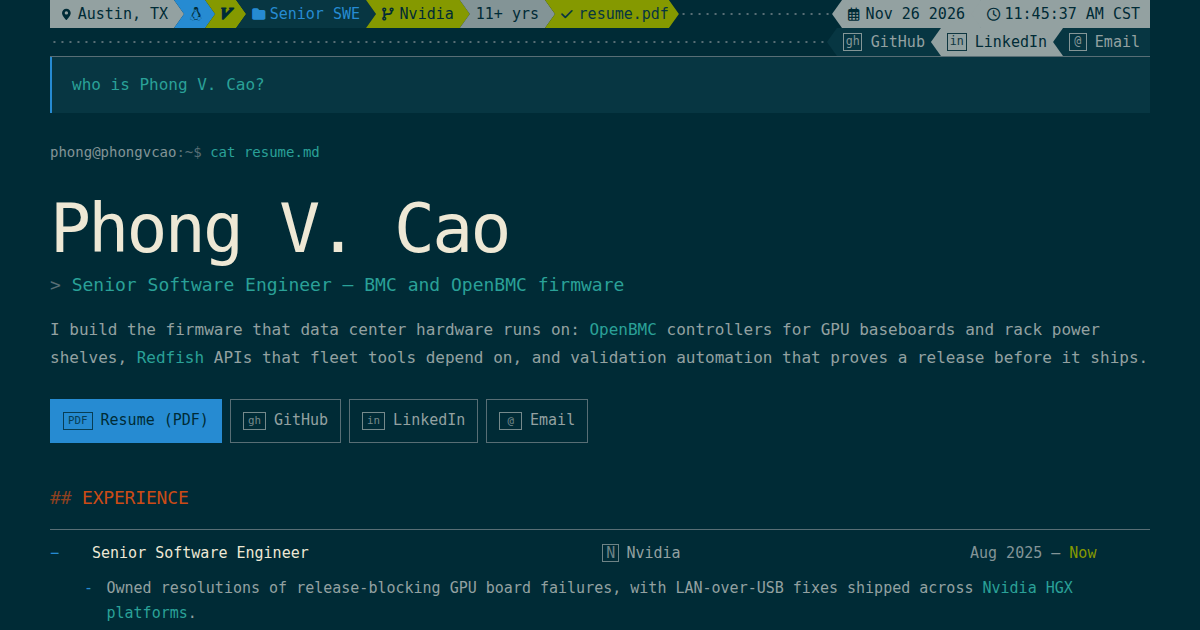 Austin, TX Senior SWE Nvidia 11+ yrs resume.pdf Nov 26 2026 11:45:37 AM CST
gh GitHub in LinkedIn @ Email
who is Phong V. Cao?
phong@phongvcao:~$ cat resume.md
Phong V. Cao
> Senior Software Engineer — BMC and OpenBMC firmware
I build the firmware that data center hardware runs on: OpenBMC controllers for GPU baseboards and rack power
shelves, Redfish APIs that fleet tools depend on, and validation automation that proves a release before it ships.
PDF Resume (PDF) gh GitHub in LinkedIn @ Email
## EXPERIENCE
— Senior Software Engineer N Nvidia Aug 2025 — Now
- Owned resolutions of release-blocking GPU board failures, with LAN-over-USB fixes shipped across Nvidia HGX
platforms.